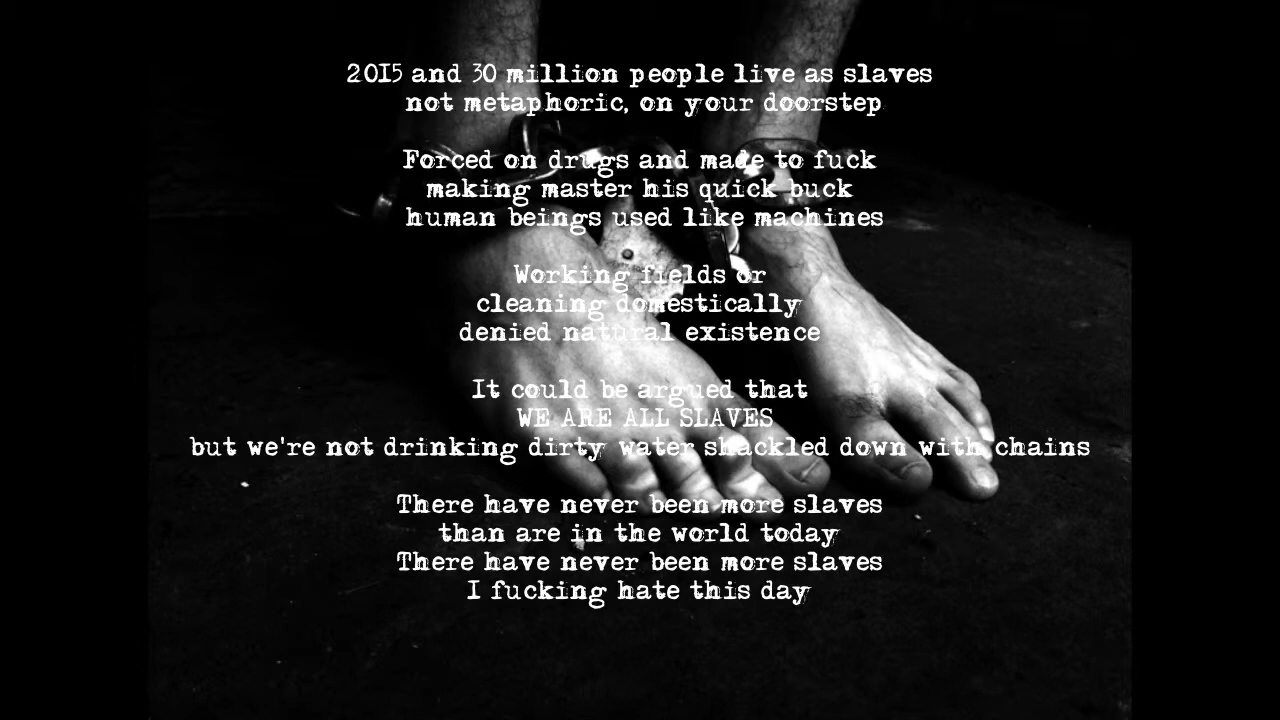 2015 and 30 million people live as slaves
not metaphoric, on your doorstep
Forced on drugs and made to fuck
making master his quick buck
human beings used like machines
Working fields or
cleaning domestically
denied natural existence
It could be argued that
WE ARE ALL SLAVES
but we're not drinking dirty water shackled down with chains
There have never been more slaves
than are in the world today
There have never been more slaves
I fucking hate this day